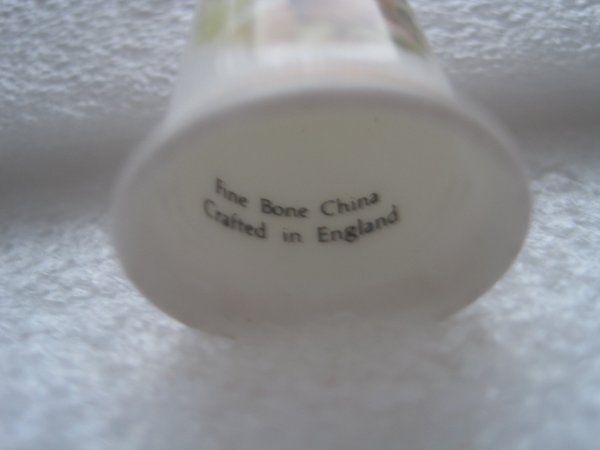 Fine Bone China
Crafted in England